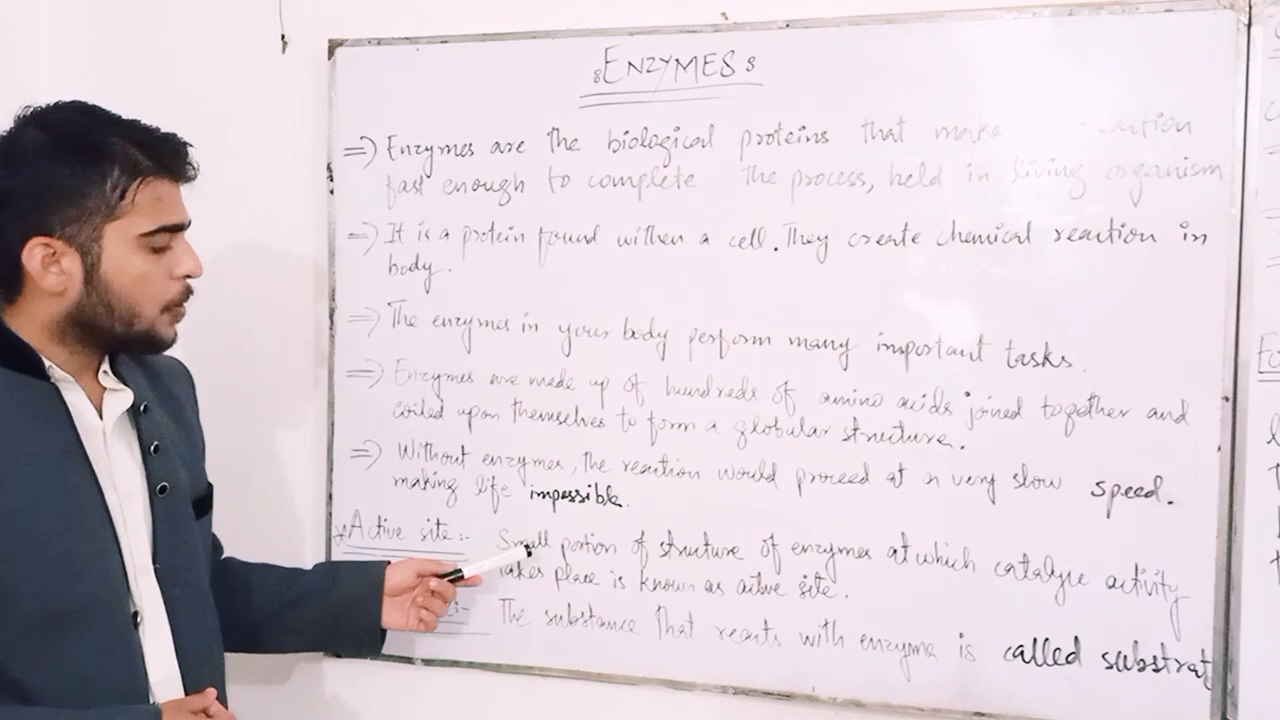 ENZYMES
⇒ Enzymes are the biological proteins that make
fast enough to complete the process, held in living organism
⇒ It is a protein found withen a cell. They create chemical reaction in
body.
⇒ The enzymes in your body perform many important tasks.
⇒ Enzymes are made up of hundreds of amino acids joined together and
coiled upon themselves to form a globular structure.
⇒ Without enzymes, the reaction would proceed at a very slow speed.
making life impossible.
Active site:- Small portion of structure of enzymes at which catalyic activity
takes place is known as active site.
The substance that reacts with enzyme is called substrat